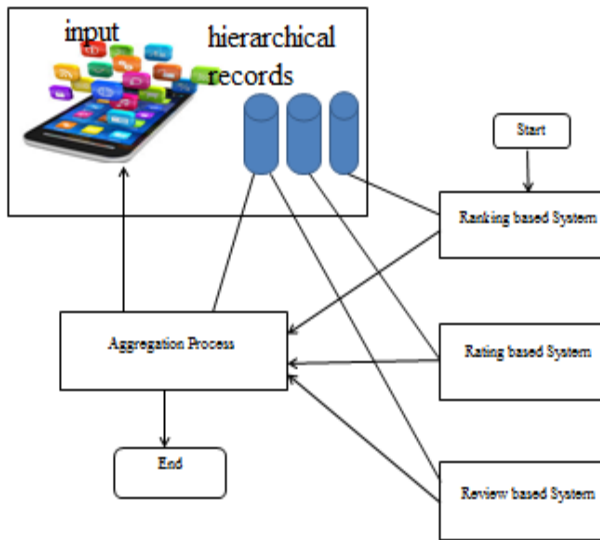 input
hierarchical
records
Start
Ranking based System
Aggregation Process
Rating based System
End
Review based System